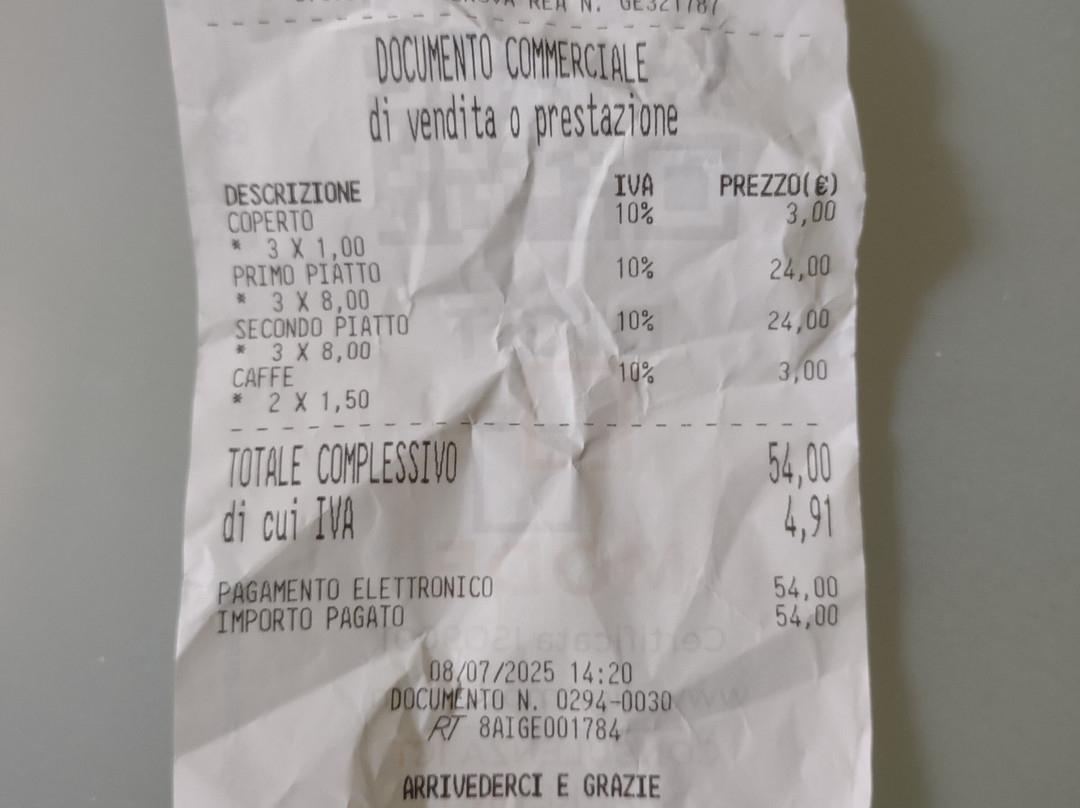 REA N. GE321787
DOCUMENTO COMMERCIALE
di vendita o prestazione
DESCRIZIONE IVA PREZZO(€)
COPERTO 10% 3,00
* 3 X 1,00
PRIMO PIATTO 10% 24,00
* 3 X 8,00
SECONDO PIATTO 10% 24,00
* 3 X 8,00
CAFFE 10% 3,00
* 2 X 1,50
TOTALE COMPLESSIVO 54,00
di cui IVA 4,91
PAGAMENTO ELETTRONICO 54,00
IMPORTO PAGATO 54,00
08/07/2025 14:20
DOCUMENTO N. 0294-0030
RT 8AIGE001784
ARRIVEDERCI E GRAZIE